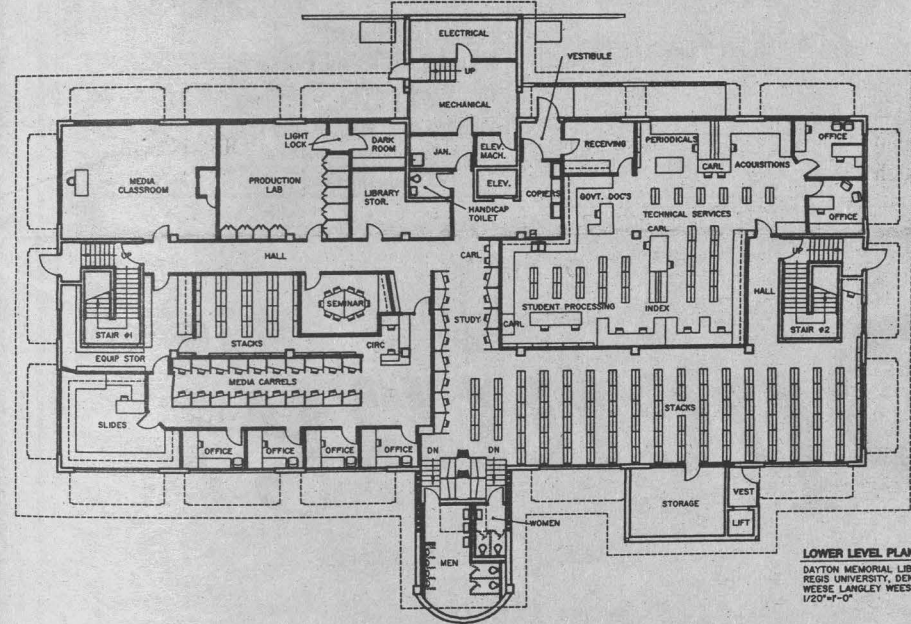 ELECTRICAL
VESTIBULE
UP
MECHANICAL
LIGHT
LOCK
DARK
ROOM
JAN.
ELEV.
MACH.
RECEIVING
PERIODICALS
CARL
ACQUISITIONS
OFFICE
MEDIA
CLASSROOM
PRODUCTION
LAB
LIBRARY
STOR.
ELEV.
COPIERS
HANDICAP
TOILET
GOVT. DOC'S
TECHNICAL SERVICES
OFFICE
CARL
HALL
CARL
UP
UP
HALL
SEMINAR
STUDENT PROCESSING
INDEX
STUDY
CARL
STAIR #1
STACKS
CIRC
STAIR #2
EQUIP STOR
MEDIA CARRELS
STACKS
SLIDES
OFFICE
OFFICE
OFFICE
OFFICE
DN
DN
STORAGE
VEST
LIFT
WOMEN
MEN
LOWER LEVEL PLAN
DAYTON MEMORIAL
REGIS UNIVERSITY,
WEESE LANGLEY
1/20"=1'-0"